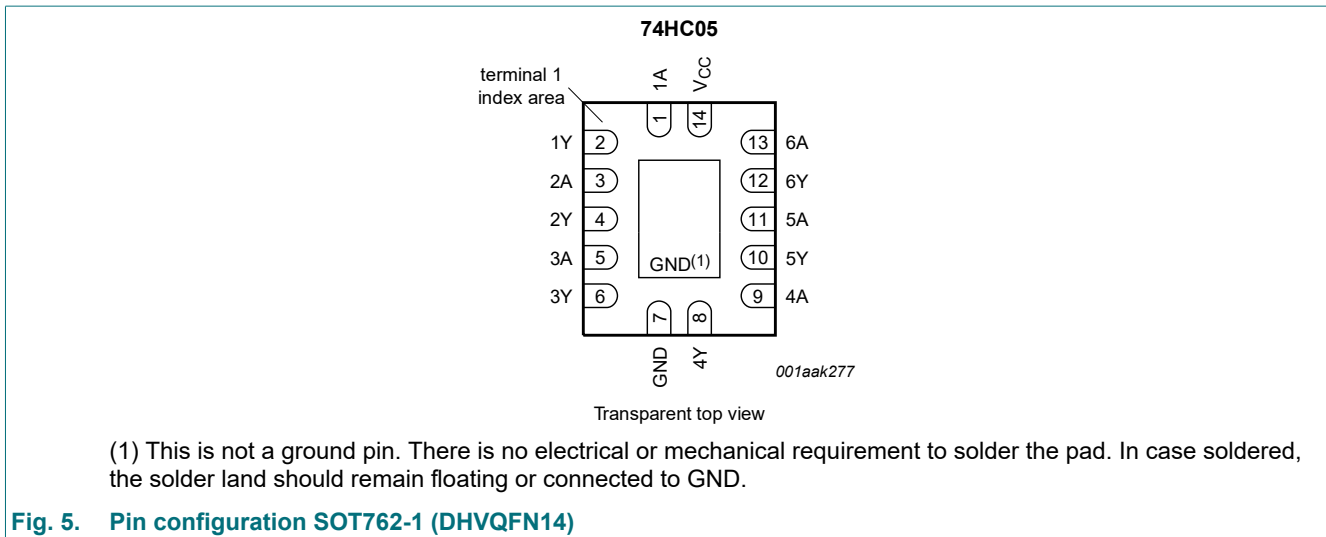 74HC05
terminal 1
index area
1A
VCC
1
14
1Y 2
13 6A
2A 3
12 6Y
2Y 4
11 5A
3A 5
10 5Y
GND(1)
3Y 6
9 4A
7
8
GND
4Y
001aak277
Transparent top view
(1) This is not a ground pin. There is no electrical or mechanical requirement to solder the pad. In case soldered,
the solder land should remain floating or connected to GND.
Fig. 5. Pin configuration SOT762-1 (DHVQFN14)